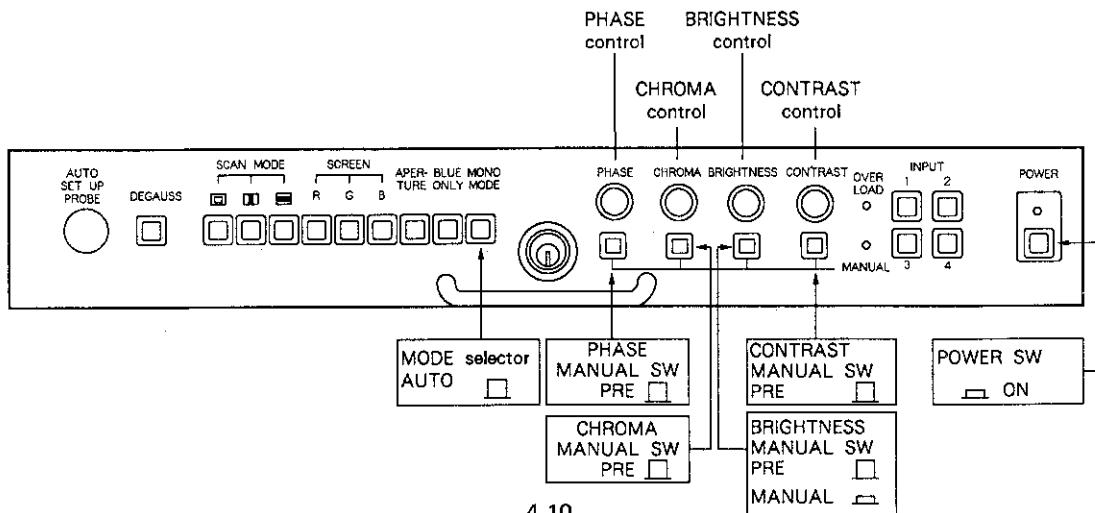 PHASE
control
BRIGHTNESS
control
CHROMA
control
CONTRAST
control
AUTO
SET UP
PROBE
DEGAUSS
SCAN MODE
SCREEN
R G B
APER-
TURE
BLUE
ONLY
MONO
MODE
PHASE
CHROMA
BRIGHTNESS
CONTRAST
OVER
LOAD
MANUAL
INPUT
1 2
3 4
POWER
MODE selector
AUTO
PHASE
MANUAL SW
PRE
CHROMA
MANUAL SW
PRE
CONTRAST
MANUAL SW
PRE
BRIGHTNESS
MANUAL SW
PRE
MANUAL
POWER SW
ON
4-10